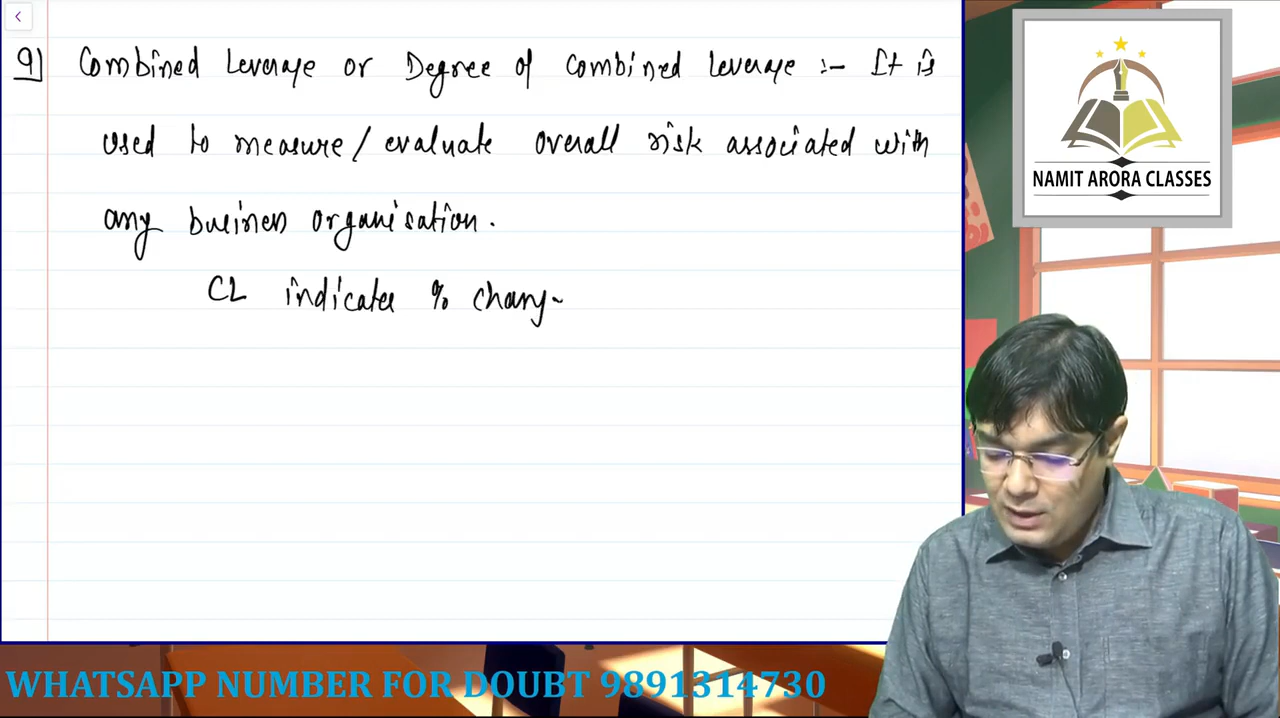 9) Combined Leverage or Degree of Combined Leverage :- It is
used to measure/evaluate overall risk associated with
any business organisation.
CL indicates % chang
NAMIT ARORA CLASSES
WHATSAPP NUMBER FOR DOUBT 9891314730